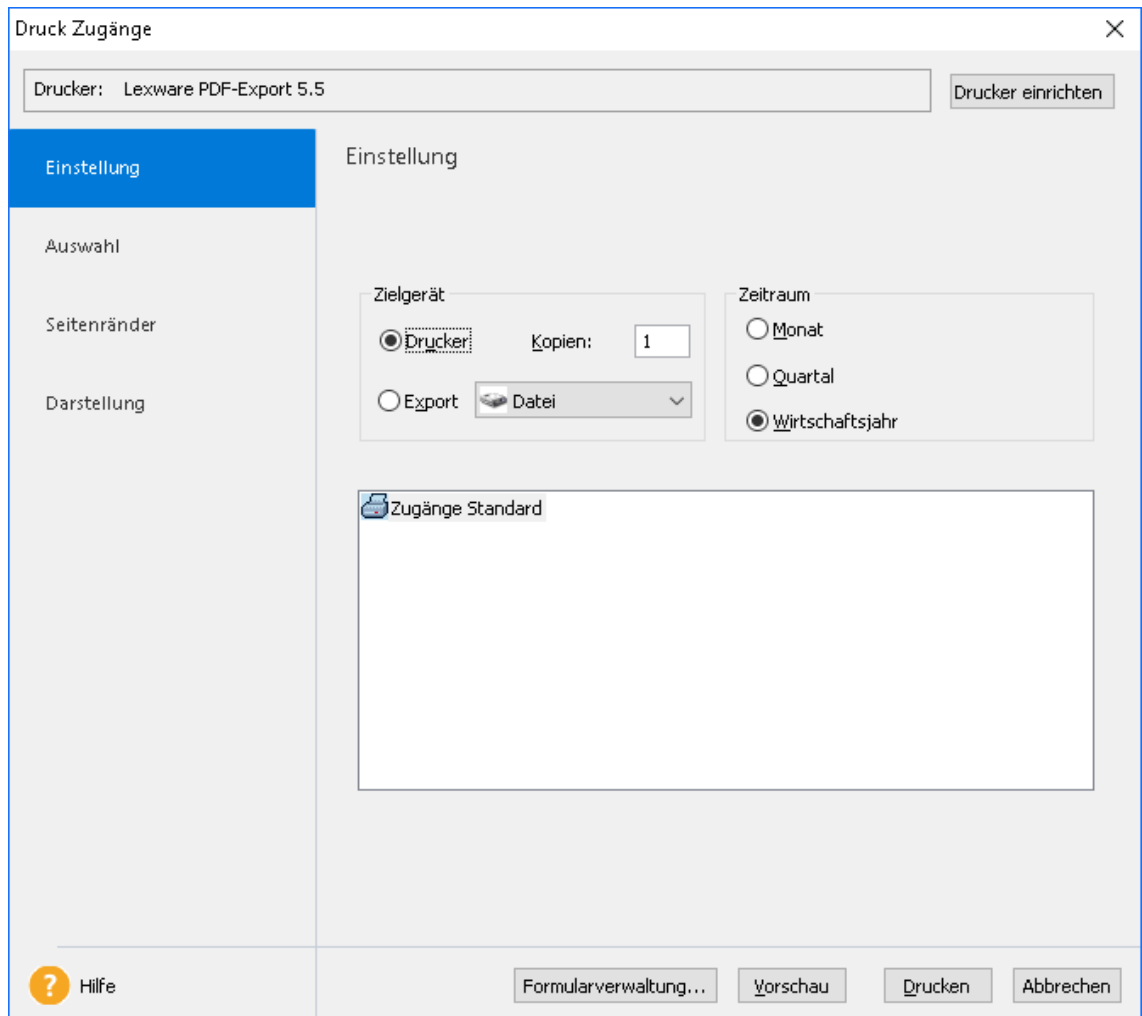 Druck Zugänge
Drucker: Lexware PDF-Export 5.5
Drucker einrichten
Einstellung
Auswahl
Seitenränder
Darstellung
Einstellung
Zielgerät
Drucker Kopien: 1
Export Datei
Zeitraum
Monat
Quartal
Wirtschaftsjahr
Zugänge Standard
? Hilfe
Formularverwaltung...
Vorschau
Drucken
Abbrechen